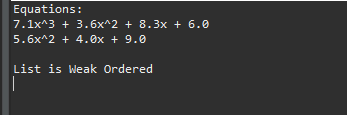 Equations:
7.1x^3 + 3.6x^2 + 8.3x + 6.0
5.6x^2 + 4.0x + 9.0
List is Weak Ordered